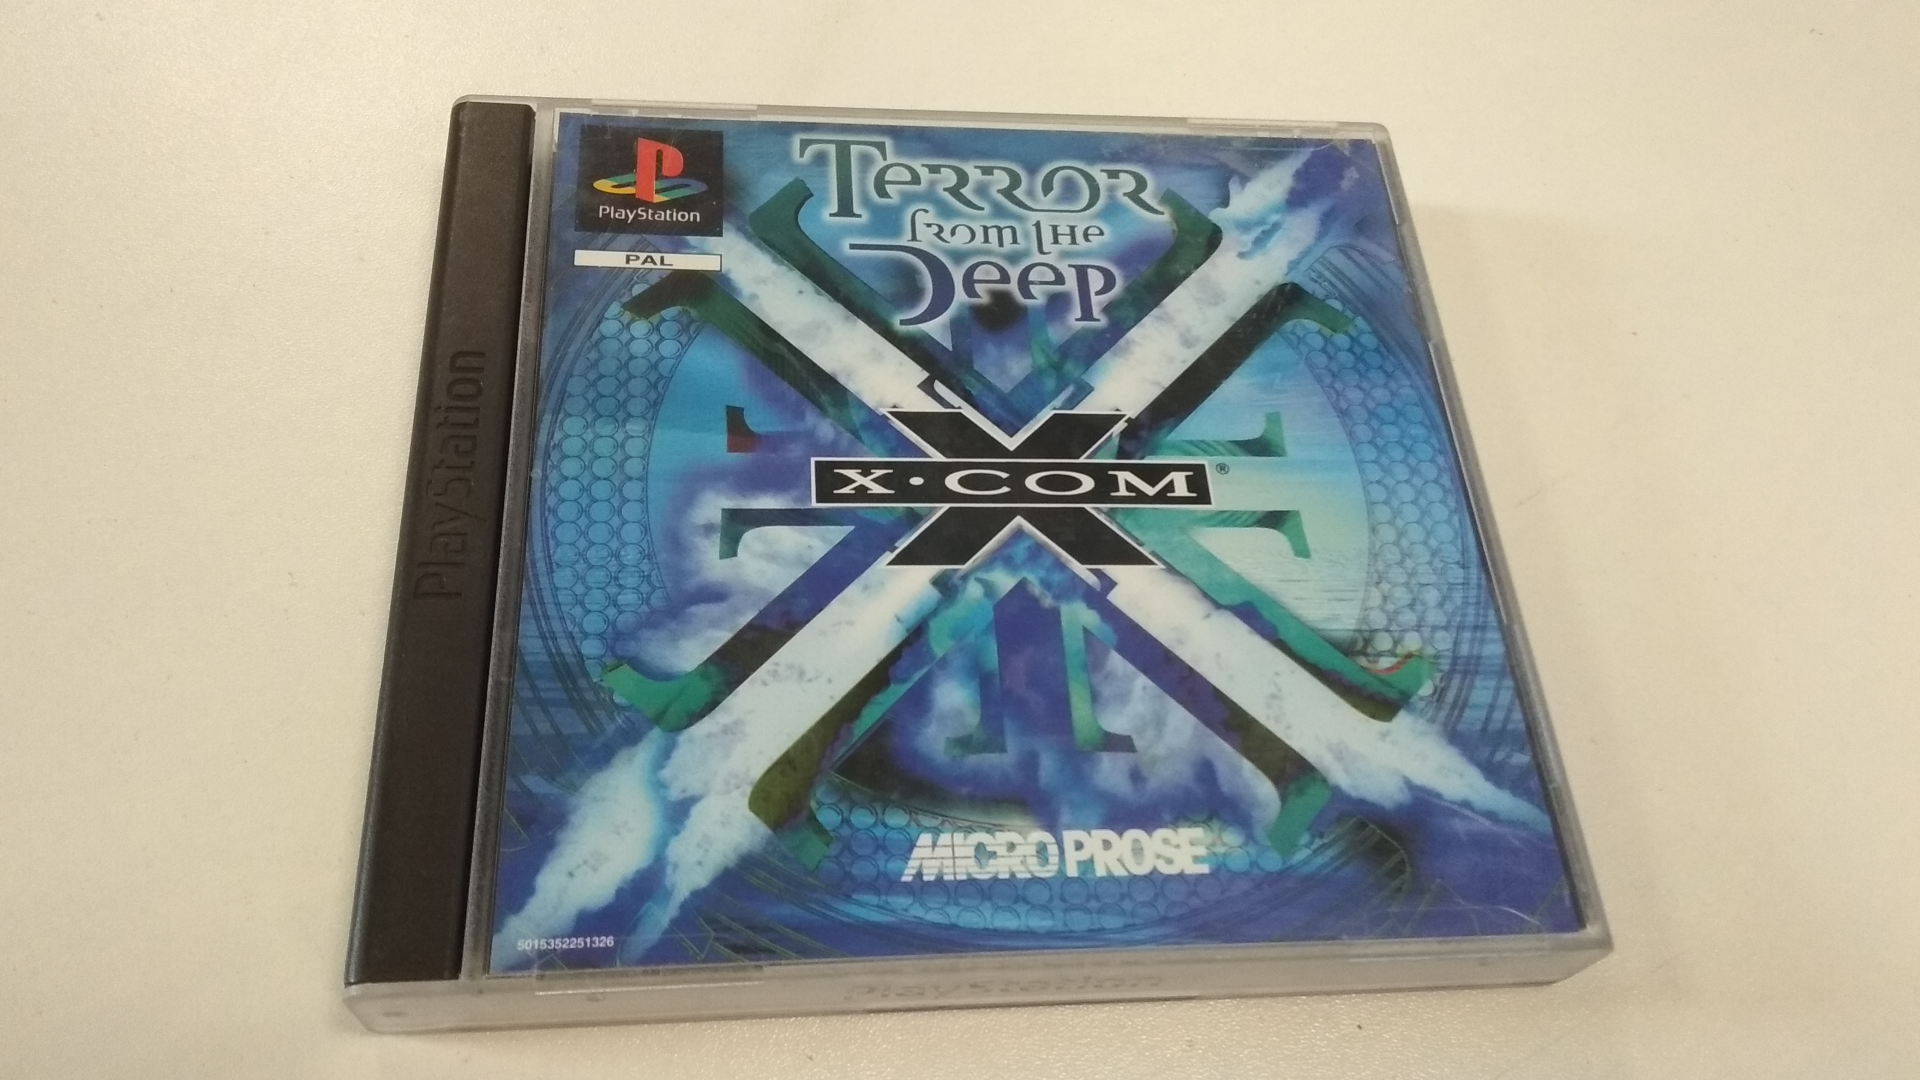 PlayStation
PAL
TERROR
from the
Deep
PlayStation
X·COM®
MICRO PROSE
5015352251326
PlayStation